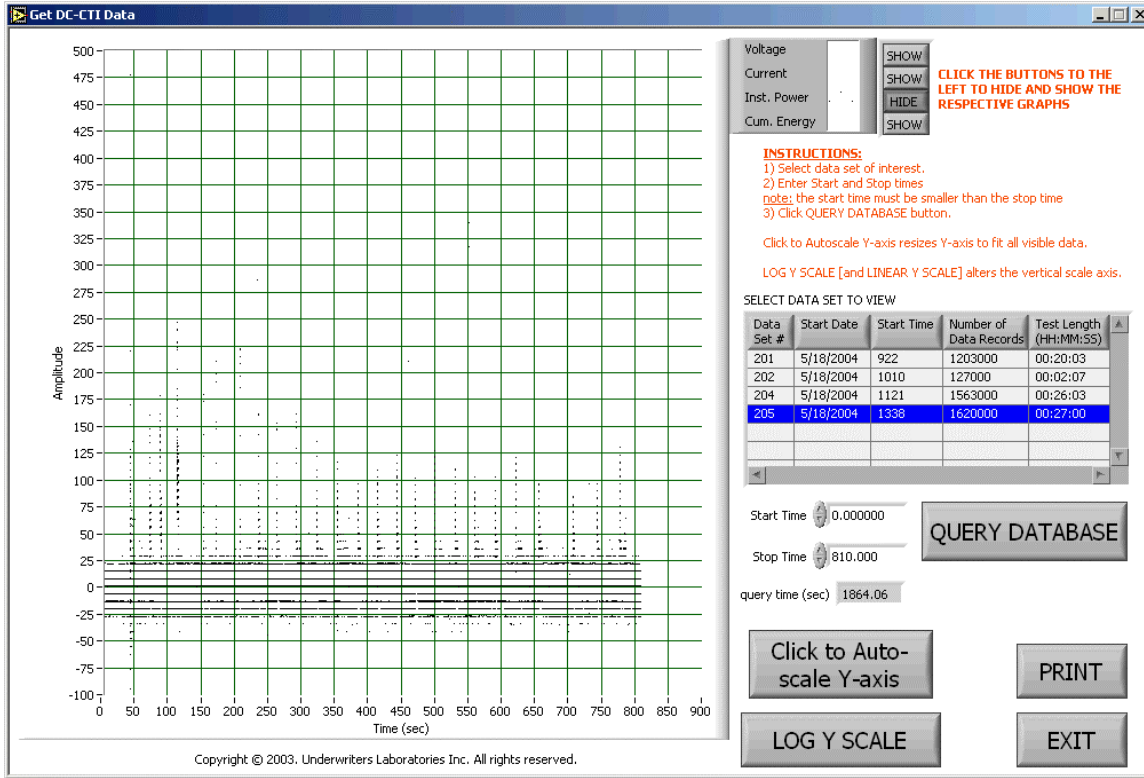 Get DC-CTI Data
500
475
450
425
400
375
350
325
300
275
250
225
200
175
150
125
100
75
50
25
0
-25
-50
-75
-100
Amplitude
0 50 100 150 200 250 300 350 400 450 500 550 600 650 700 750 800 850 900
Time (sec)
Copyright © 2003. Underwriters Laboratories Inc. All rights reserved.
Voltage SHOW
Current SHOW
Inst. Power HIDE
Cum. Energy SHOW
CLICK THE BUTTONS TO THE
LEFT TO HIDE AND SHOW THE
RESPECTIVE GRAPHS
INSTRUCTIONS:
1) Select data set of interest.
2) Enter Start and Stop times
note: the start time must be smaller than the stop time
3) Click QUERY DATABASE button.
Click to Autoscale Y-axis resizes Y-axis to fit all visible data.
LOG Y SCALE [and LINEAR Y SCALE] alters the vertical scale axis.
SELECT DATA SET TO VIEW
Data Start Date Start Time Number of Test Length
Set # Data Records (HH:MM:SS)
201 5/18/2004 922 1203000 00:20:03
202 5/18/2004 1010 127000 00:02:07
204 5/18/2004 1121 1563000 00:26:03
205 5/18/2004 1338 1620000 00:27:00
Start Time 0.000000
Stop Time 810.000
QUERY DATABASE
query time (sec) 1864.06
Click to Auto-
scale Y-axis
PRINT
LOG Y SCALE
EXIT